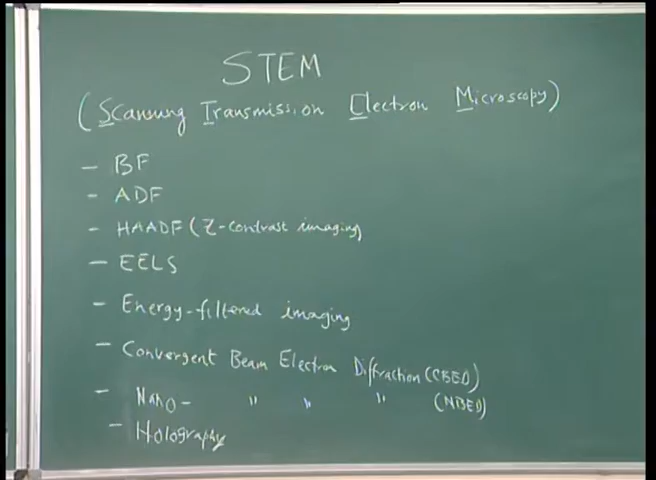 STEM
(Scanning Transmission Electron Microscopy)
- BF
- ADF
- HAADF (Z-contrast imaging)
- EELS
- Energy-filtered imaging
- Convergent Beam Electron Diffraction (CBED)
- Nano- " " " (NBED)
- Holography